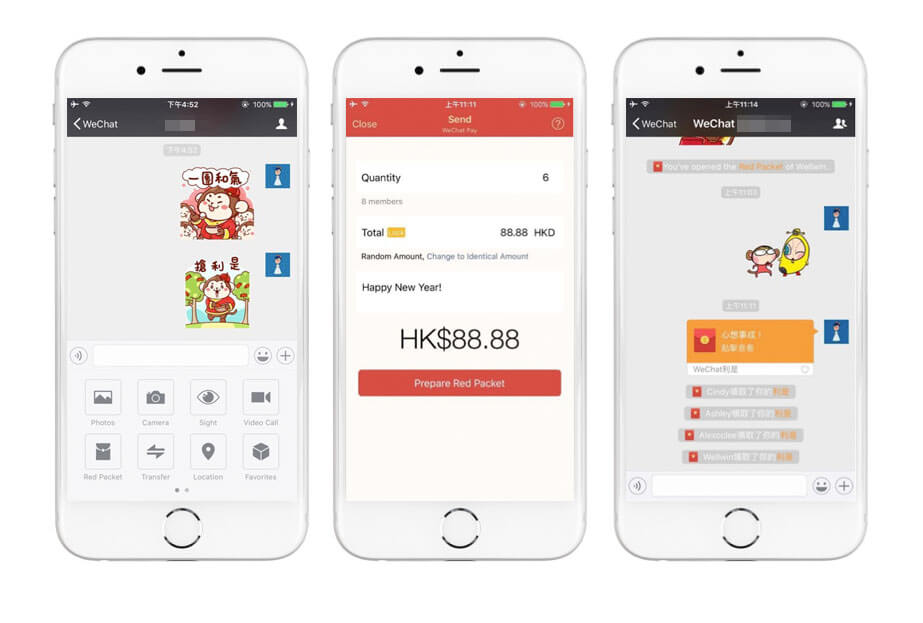 下午4:52
100%
WeChat
下午4:52
一團和氣
搶利是
Photos
Camera
Sight
Video Call
Red Packet
Transfer
Location
Favorites
上午11:11
100%
Close
Send
WeChat Pay
?
Quantity
6
8 members
Total
Luck
88.88 HKD
Random Amount, Change to Identical Amount
Happy New Year!
HK$88.88
Prepare Red Packet
上午11:14
100%
WeChat
WeChat
You've opened the Red Packet of Wellwin.
上午11:03
上午11:11
心想事成！
點擊查看
WeChat利是
Cindy領取了你的利是
Ashley領取了你的利是
Alexcclee領取了你的利是
Wellwin領取了你的利是